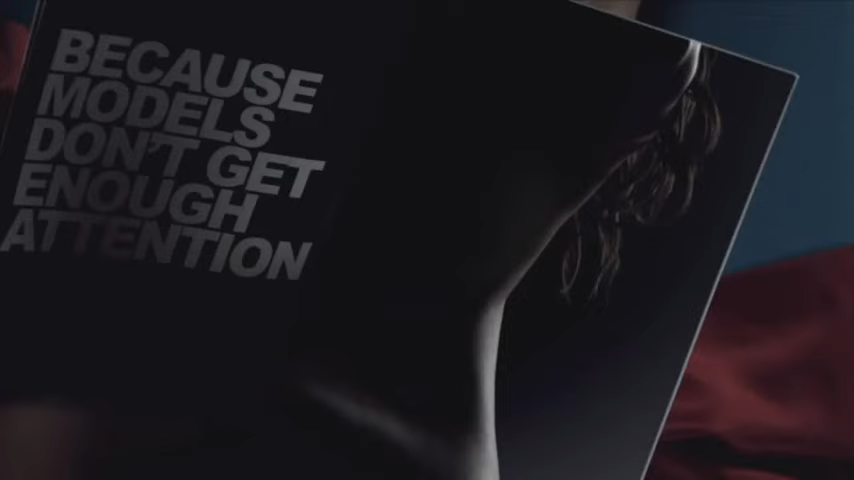 BECAUSE
MODELS
DON'T GET
ENOUGH
ATTENTION